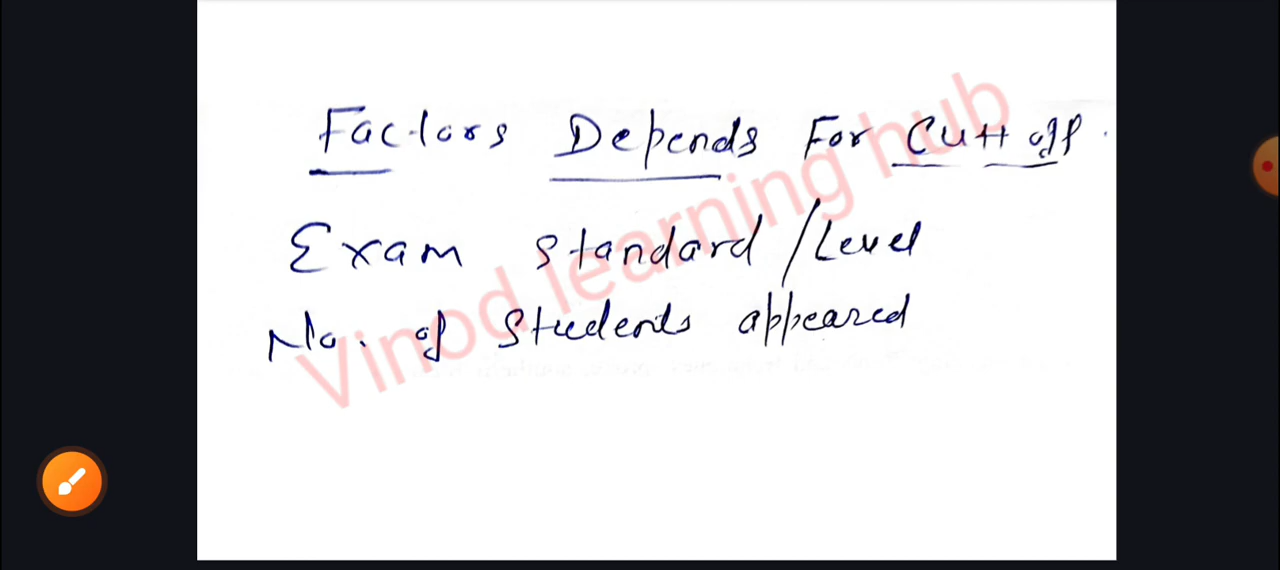 Factors Depends For Cutt off.
Exam standard/Level
No. of students appeared
Vinod learning hub